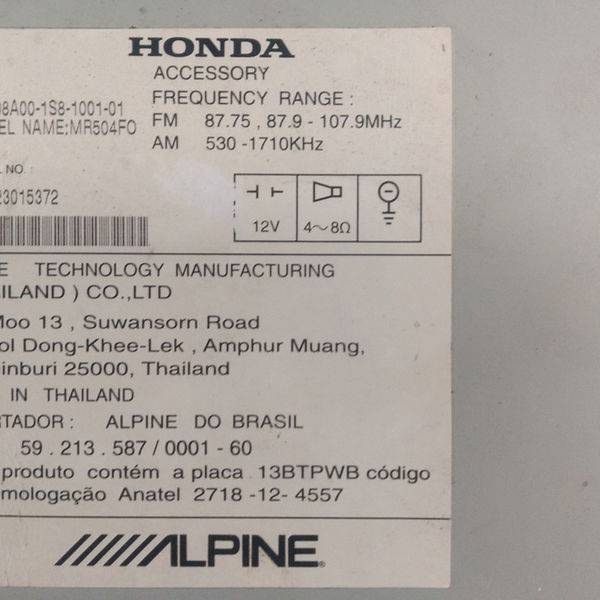 HONDA
ACCESSORY
08A00-1S8-1001-01
FREQUENCY RANGE :
EL NAME;MR504FO
FM 87.75 , 87.9 - 107.9MHz
AM 530 -1710KHz
L NO.
23015372
12V 4~8Ω
E TECHNOLOGY MANUFACTURING
ILAND ) CO.,LTD
Moo 13 , Suwansorn Road
ol Dong-Khee-Lek , Amphur Muang,
inburi 25000, Thailand
IN THAILAND
RTADOR : ALPINE DO BRASIL
59 . 213 . 587 / 0001 - 60
produto contém a placa . 13BTPWB código
mologação Anatel 2718 -12- 4557
ALPINE